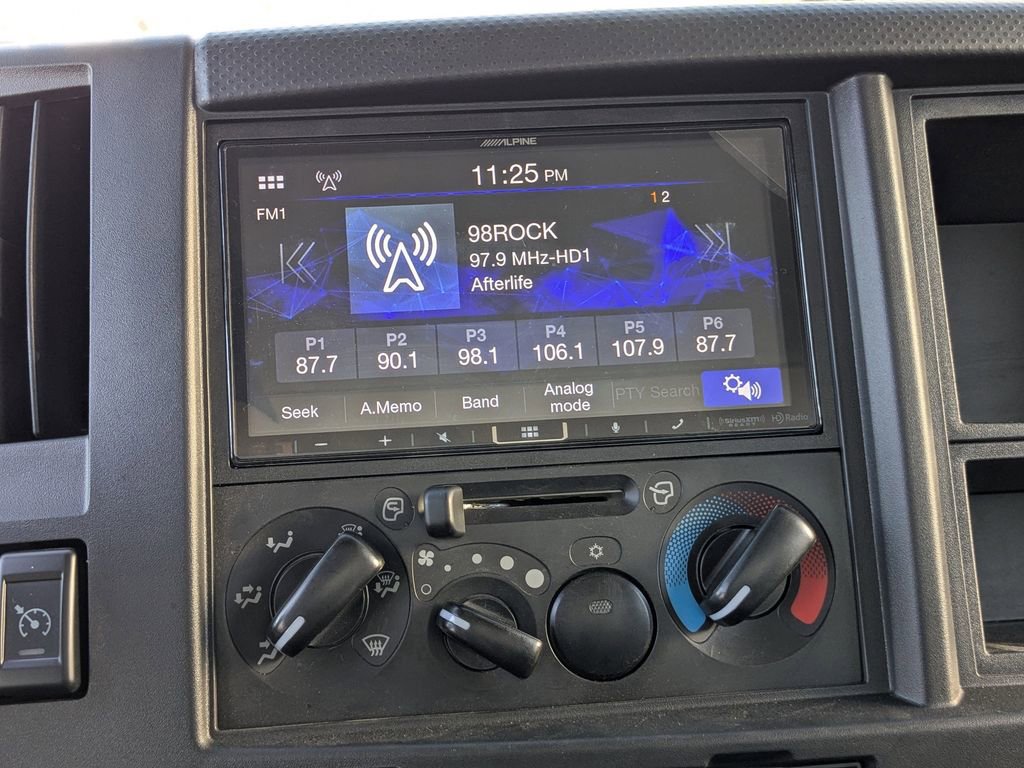 ALPINE
11:25 PM
1 2
FM1
98ROCK
97.9 MHz-HD1
Afterlife
P1 P2 P3 P4 P5 P6
87.7 90.1 98.1 106.1 107.9 87.7
Seek A.Memo Band Analog mode PTY Search
SiriusXM READY HD Radio